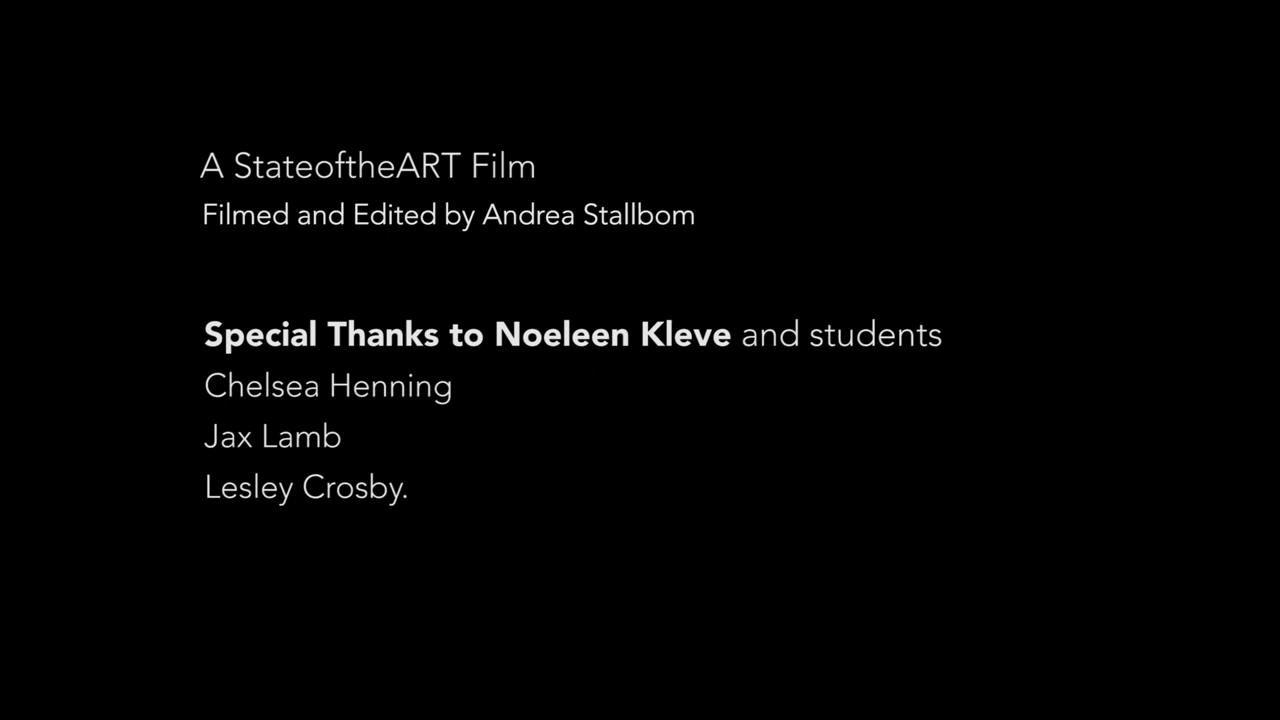 A StateoftheART Film
Filmed and Edited by Andrea Stallbom
Special Thanks to Noeleen Kleve and students
Chelsea Henning
Jax Lamb
Lesley Crosby.